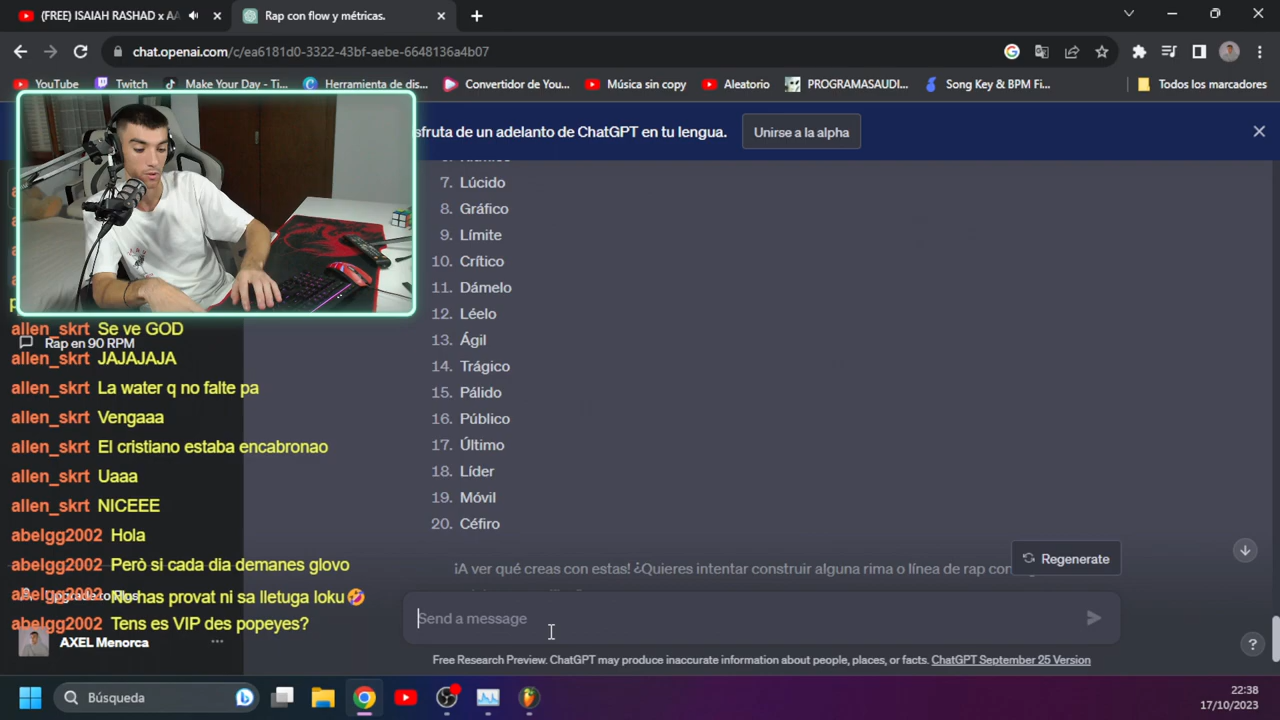 (FREE) ISAIAH RASHAD x AA
Rap con flow y métricas.
chat.openai.com/c/ea6181d0-3322-43bf-aebe-6648136a4b07
YouTube
Twitch
Make Your Day - Ti...
Herramienta de dis...
Convertidor de You...
Música sin copy
Aleatorio
PROGRAMASAUDI...
Song Key & BPM Fi...
Todos los marcadores
sfruta de un adelanto de ChatGPT en tu lengua.
Unirse a la alpha
7. Lúcido
8. Gráfico
9. Límite
10. Crítico
11. Dámelo
12. Léelo
13. Ágil
14. Trágico
15. Pálido
16. Público
17. Último
18. Líder
19. Móvil
20. Céfiro
¡A ver qué creas con estas! ¿Quieres intentar construir alguna rima o línea de rap con
Regenerate
Send a message
Free Research Preview. ChatGPT may produce inaccurate information about people, places, or facts. ChatGPT September 25 Version
?
allen_skrt Se ve GOD
Rap en 90 RPM
allen_skrt JAJAJAJA
allen_skrt La water q no falte pa
allen_skrt Vengaaa
allen_skrt El cristiano estaba encabronao
allen_skrt Uaaa
allen_skrt NICEEE
abelgg2002 Hola
abelgg2002 Però si cada dia demanes glovo
abelgg2002 No has provat ni sa lletuga loku🤣
abelgg2002 Tens es VIP des popeyes?
AXEL Menorca
Búsqueda
22:38
17/10/2023